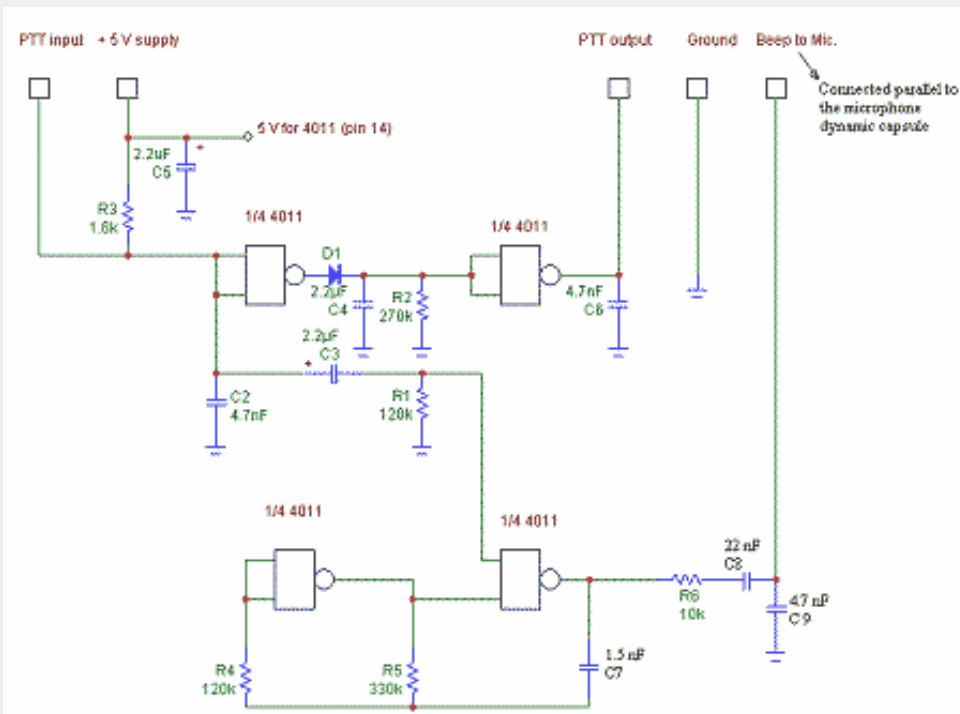 PTT input
+ 5 V supply
PTT output
Ground
Beep to Mic.
Connected parallel to
the microphone
dynamic capsule
5 V for 4011 (pin 14)
+
2.2uF
C5
R3
1.6k
1/4 4011
1/4 4011
D1
2.2µF
C4
R2
270k
4.7nF
C6
2.2µF
C3
+
C2
4.7nF
R1
120k
1/4 4011
1/4 4011
22 nF
C8
R6
10k
4.7 nF
C9
R4
120k
R5
330k
1.5 nF
C7